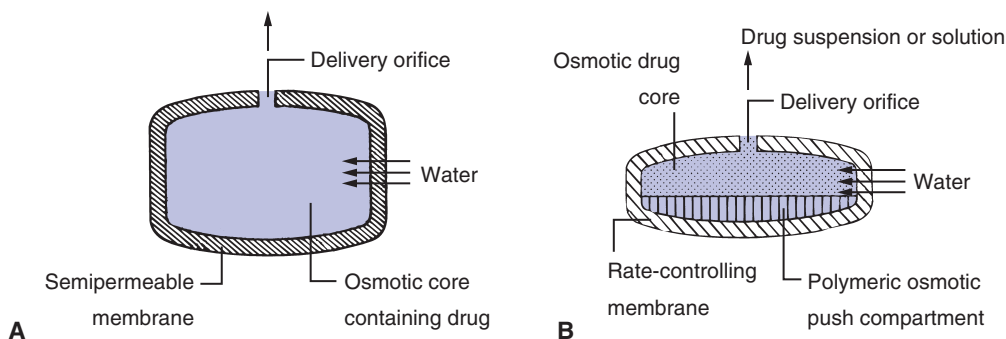 Delivery orifice
Water
Semipermeable
membrane
Osmotic core
containing drug
A
Drug suspension or solution
Osmotic drug
core
Delivery orifice
Water
Rate-controlling
membrane
Polymeric osmotic
push compartment
B